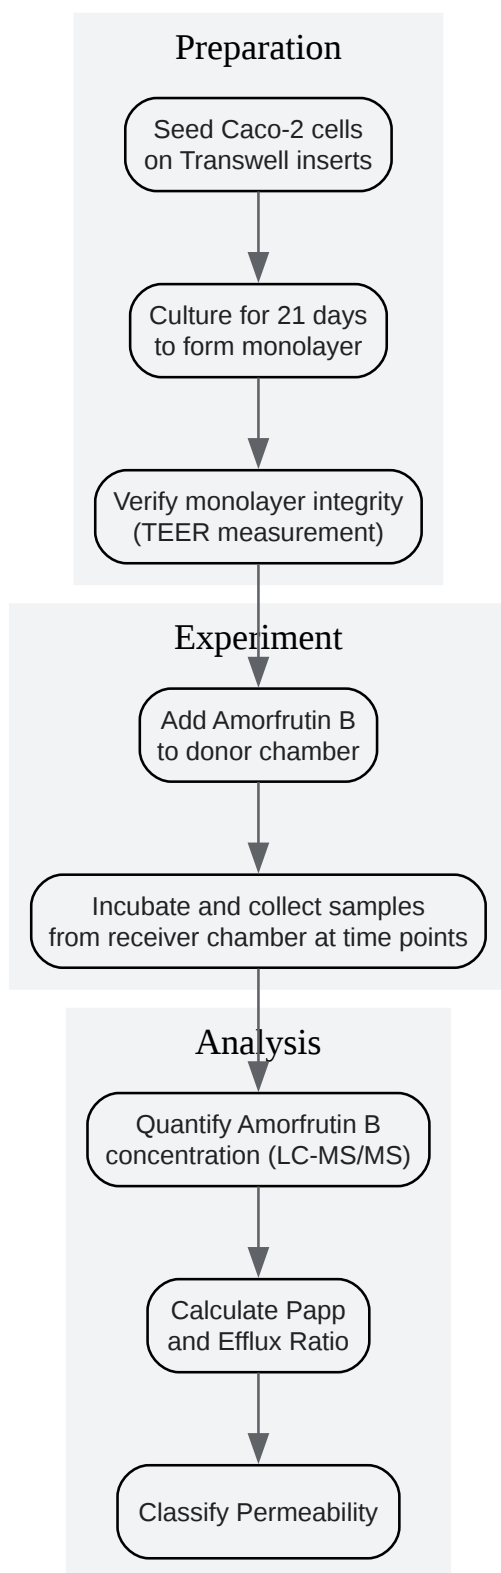 Preparation
Seed Caco-2 cells
on Transwell inserts
Culture for 21 days
to form monolayer
Verify monolayer integrity
(TEER measurement)
Experiment
Add Amorfrutin B
to donor chamber
Incubate and collect samples
from receiver chamber at time points
Analysis
Quantify Amorfrutin B
concentration (LC-MS/MS)
Calculate Papp
and Efflux Ratio
Classify Permeability